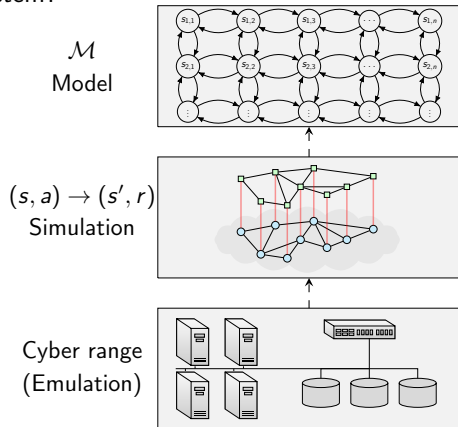 s1,1 s1,2 s1,3 ... s1,n
M
Model
s2,1 s2,2 s2,3 ... s2,n
⋮ ⋮ ⋮ ⋮ ⋮
(s, a) → (s′, r)
Simulation
Cyber range
(Emulation)